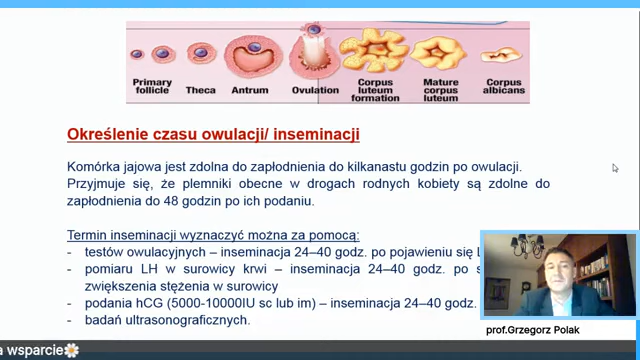 Primary follicle
Theca
Antrum
Ovulation
Corpus luteum formation
Mature corpus luteum
Corpus albicans
Określenie czasu owulacji/ inseminacji
Komórka jajowa jest zdolna do zapłodnienia do kilkanastu godzin po owulacji.
Przyjmuje się, że plemniki obecne w drogach rodnych kobiety są zdolne do
zapłodnienia do 48 godzin po ich podaniu.
Termin inseminacji wyznaczyć można za pomocą:
- testów owulacyjnych – inseminacja 24–40 godz. po pojawieniu się
- pomiaru LH w surowicy krwi – inseminacja 24–40 godz. po
zwiększenia stężenia w surowicy
- podania hCG (5000-10000IU sc lub im) – inseminacja 24–40 godz.
- badań ultrasonograficznych.
prof.Grzegorz Polak
wsparcie